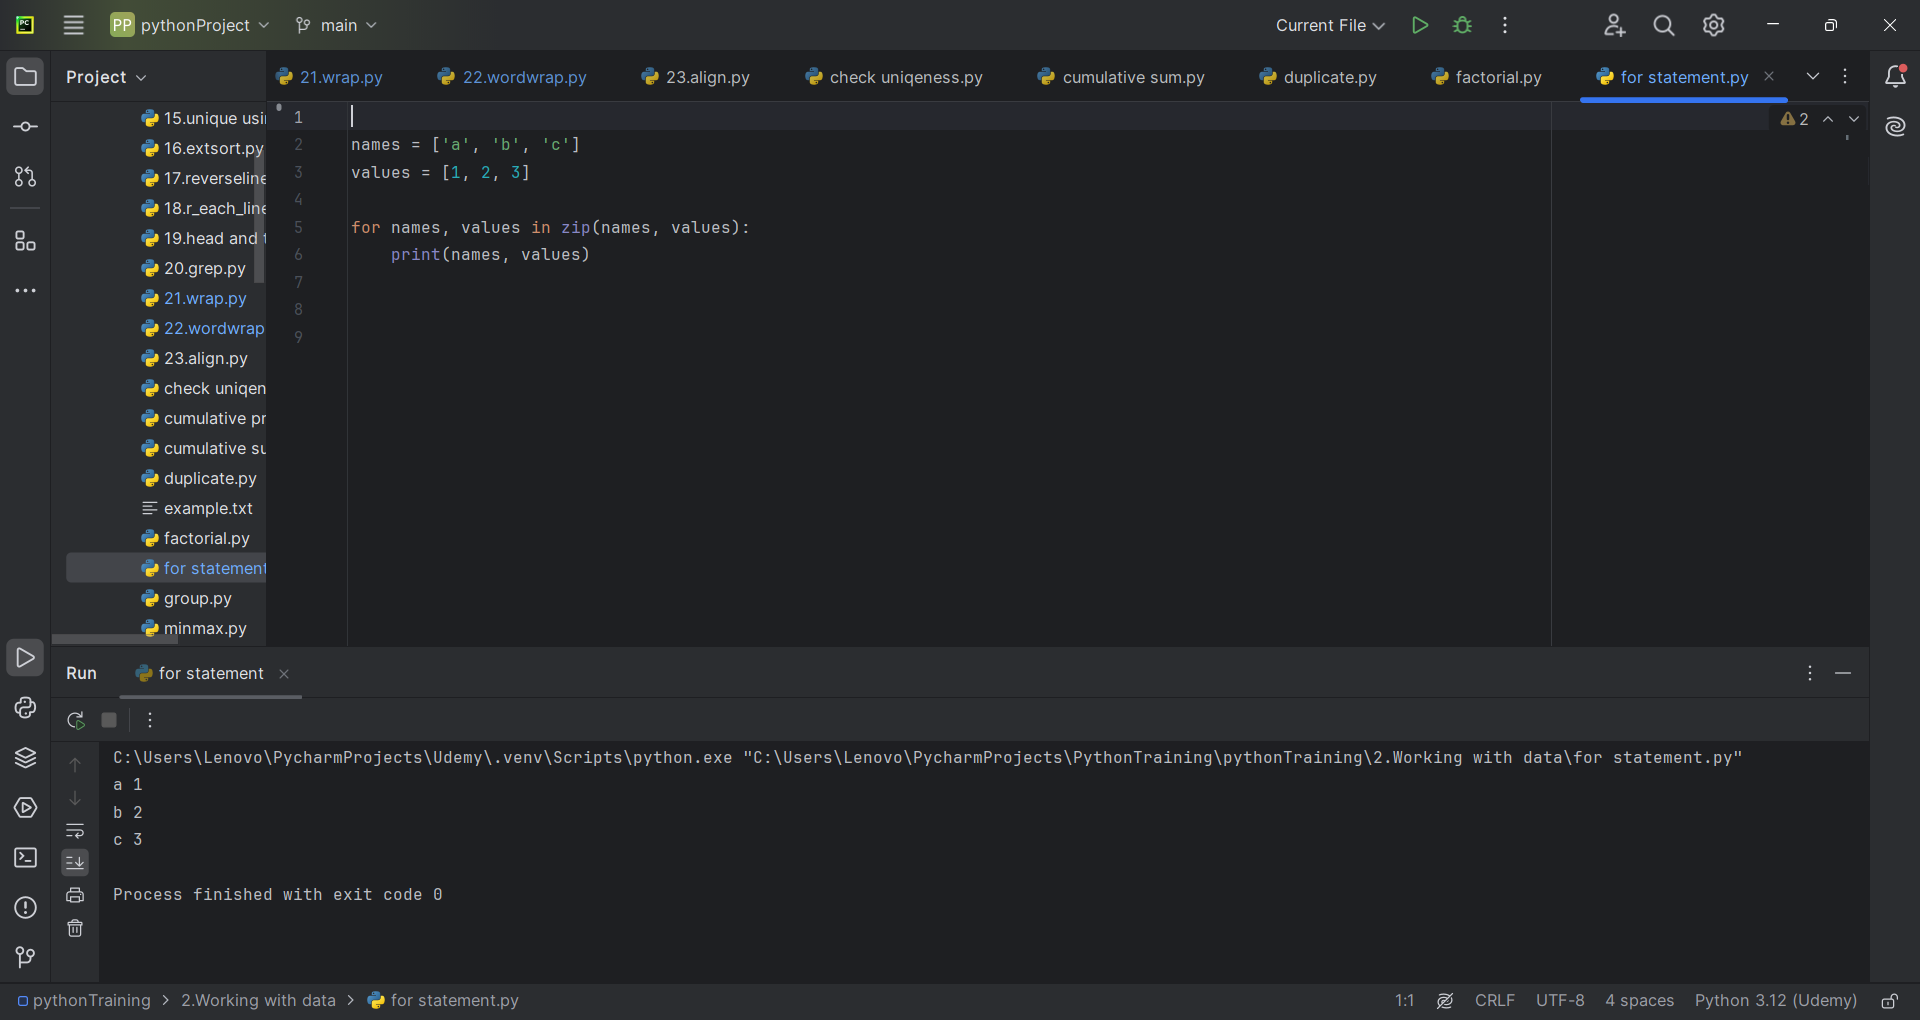 PC
PP pythonProject
main
Current File
Project
21.wrap.py
22.wordwrap.py
23.align.py
check uniqeness.py
cumulative sum.py
duplicate.py
factorial.py
for statement.py
15.unique usi
16.extsort.py
17.reverseline
18.r_each_line
19.head and t
20.grep.py
21.wrap.py
22.wordwrap
23.align.py
check uniqen
cumulative pr
cumulative su
duplicate.py
example.txt
factorial.py
for statement
group.py
minmax.py
1
2 names = ['a', 'b', 'c']
3 values = [1, 2, 3]
4
5 for names, values in zip(names, values):
6 print(names, values)
7
8
9
2
Run
for statement
C:\Users\Lenovo\PycharmProjects\Udemy\.venv\Scripts\python.exe "C:\Users\Lenovo\PycharmProjects\PythonTraining\pythonTraining\2.Working with data\for statement.py"
a 1
b 2
c 3
Process finished with exit code 0
pythonTraining > 2.Working with data > for statement.py
1:1 CRLF UTF-8 4 spaces Python 3.12 (Udemy)